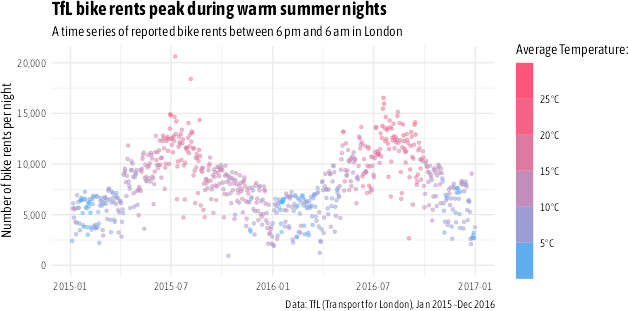 TfL bike rents peak during warm summer nights
A time series of reported bike rents between 6 pm and 6 am in London
Average Temperature:
Number of bike rents per night
20,000
15,000
10,000
5,000
0
25°C
20°C
15°C
10°C
5°C
2015-01 2015-07 2016-01 2016-07 2017-01
Data: TfL (Transport for London), Jan 2015–Dec 2016